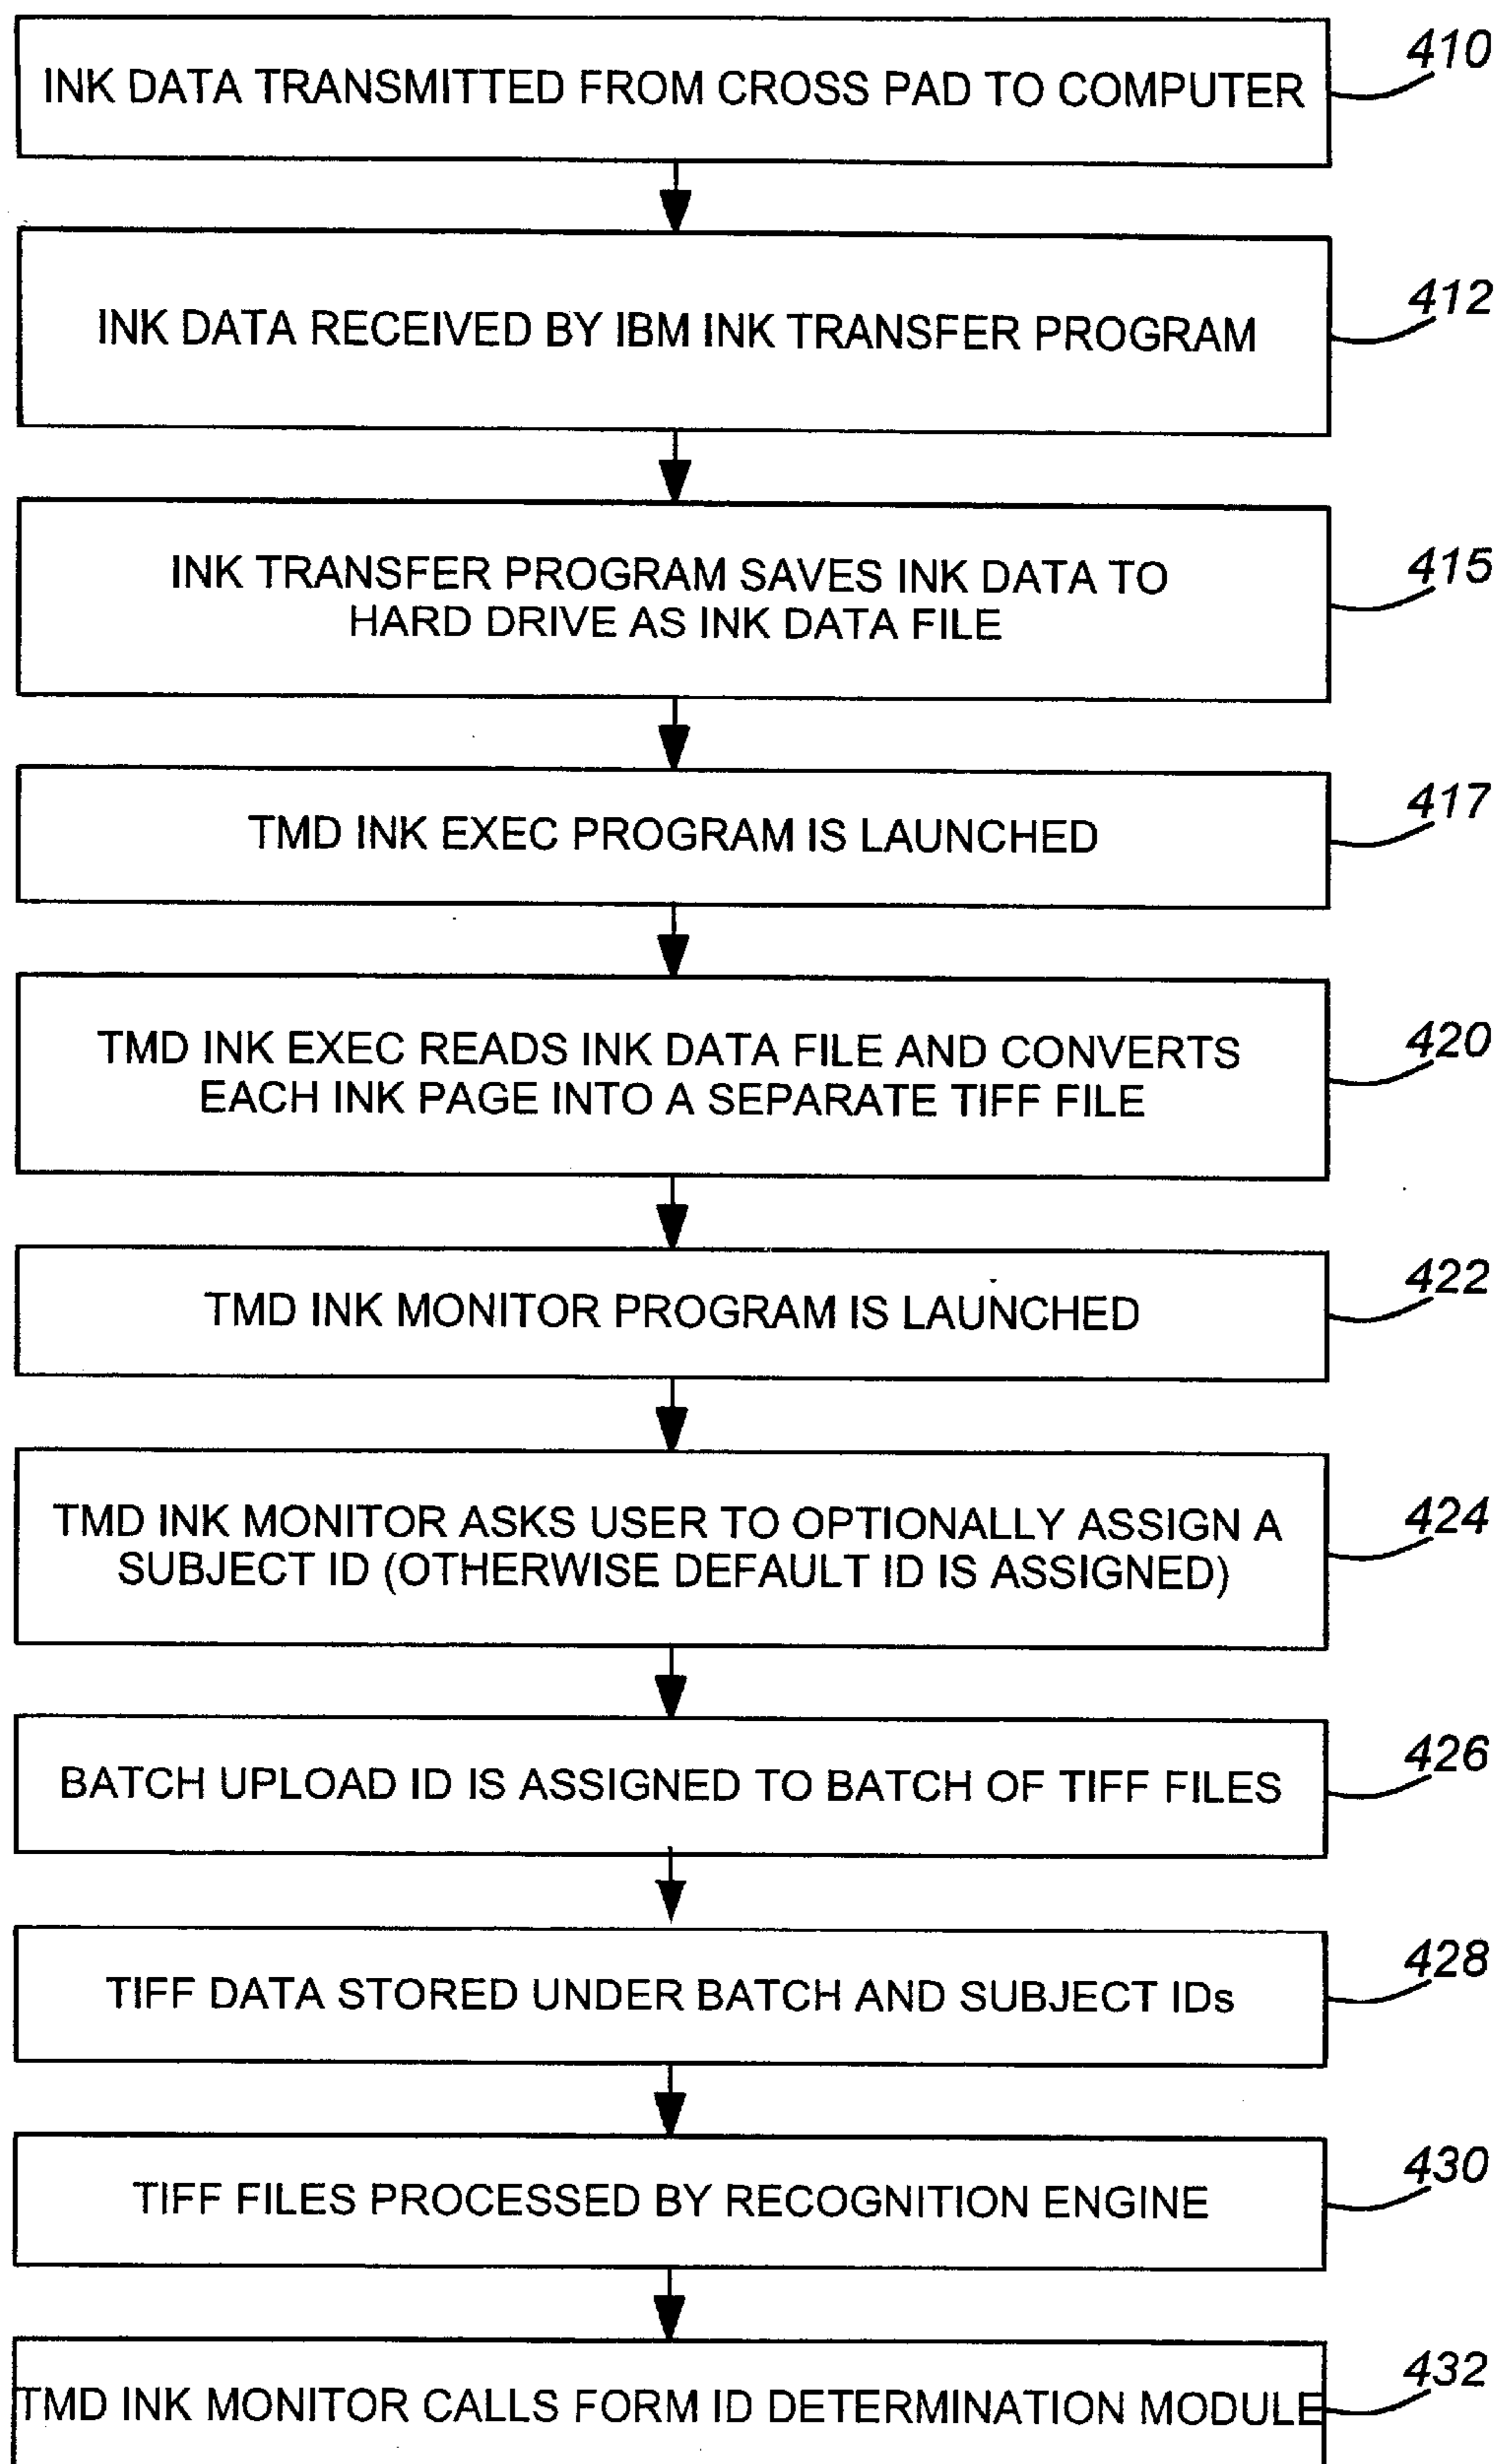 INK DATA TRANSMITTED FROM CROSS PAD TO COMPUTER
410
INK DATA RECEIVED BY IBM INK TRANSFER PROGRAM
412
INK TRANSFER PROGRAM SAVES INK DATA TO
HARD DRIVE AS INK DATA FILE
415
TMD INK EXEC PROGRAM IS LAUNCHED
417
TMD INK EXEC READS INK DATA FILE AND CONVERTS
EACH INK PAGE INTO A SEPARATE TIFF FILE
420
TMD INK MONITOR PROGRAM IS LAUNCHED
422
TMD INK MONITOR ASKS USER TO OPTIONALLY ASSIGN A
SUBJECT ID (OTHERWISE DEFAULT ID IS ASSIGNED)
424
BATCH UPLOAD ID IS ASSIGNED TO BATCH OF TIFF FILES
426
TIFF DATA STORED UNDER BATCH AND SUBJECT IDs
428
TIFF FILES PROCESSED BY RECOGNITION ENGINE
430
TMD INK MONITOR CALLS FORM ID DETERMINATION MODULE
432